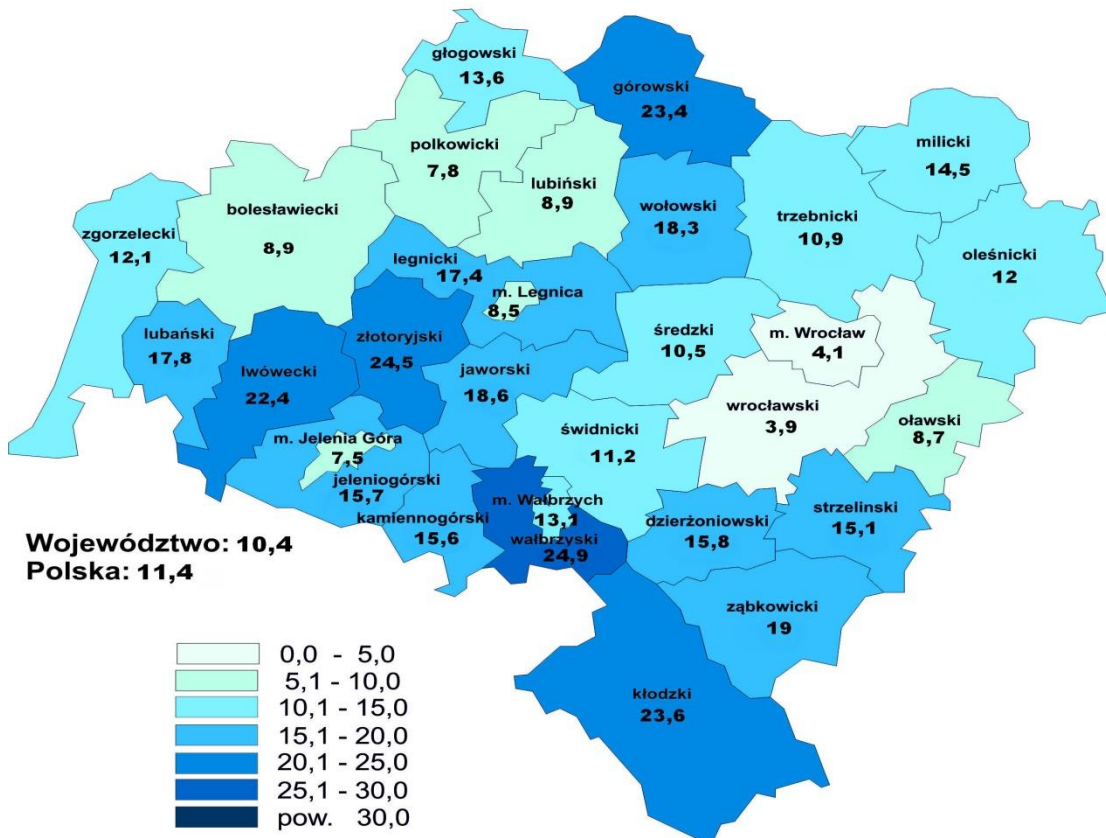 głogowski
13,6
górowski
23,4
polkowicki
7,8
lubiński
8,9
milicki
14,5
bolesławiecki
8,9
wołowski
18,3
trzebnicki
10,9
zgorzelecki
12,1
oleśnicki
12
legnicki
17,4
m. Legnica
8,5
lubański
17,8
złotoryjski
24,5
średzki
10,5
m. Wrocław
4,1
lwówecki
22,4
jaworski
18,6
wrocławski
3,9
oławski
8,7
m. Jelenia Góra
7,5
świdnicki
11,2
jeleniogórski
15,7
m. Wałbrzych
13,1
strzelinski
15,1
kamiennogórski
15,6
dzierżoniowski
15,8
wałbrzyski
24,9
Województwo: 10,4
Polska: 11,4
ząbkowicki
19
kłodzki
23,6
0,0 - 5,0
5,1 - 10,0
10,1 - 15,0
15,1 - 20,0
20,1 - 25,0
25,1 - 30,0
pow. 30,0